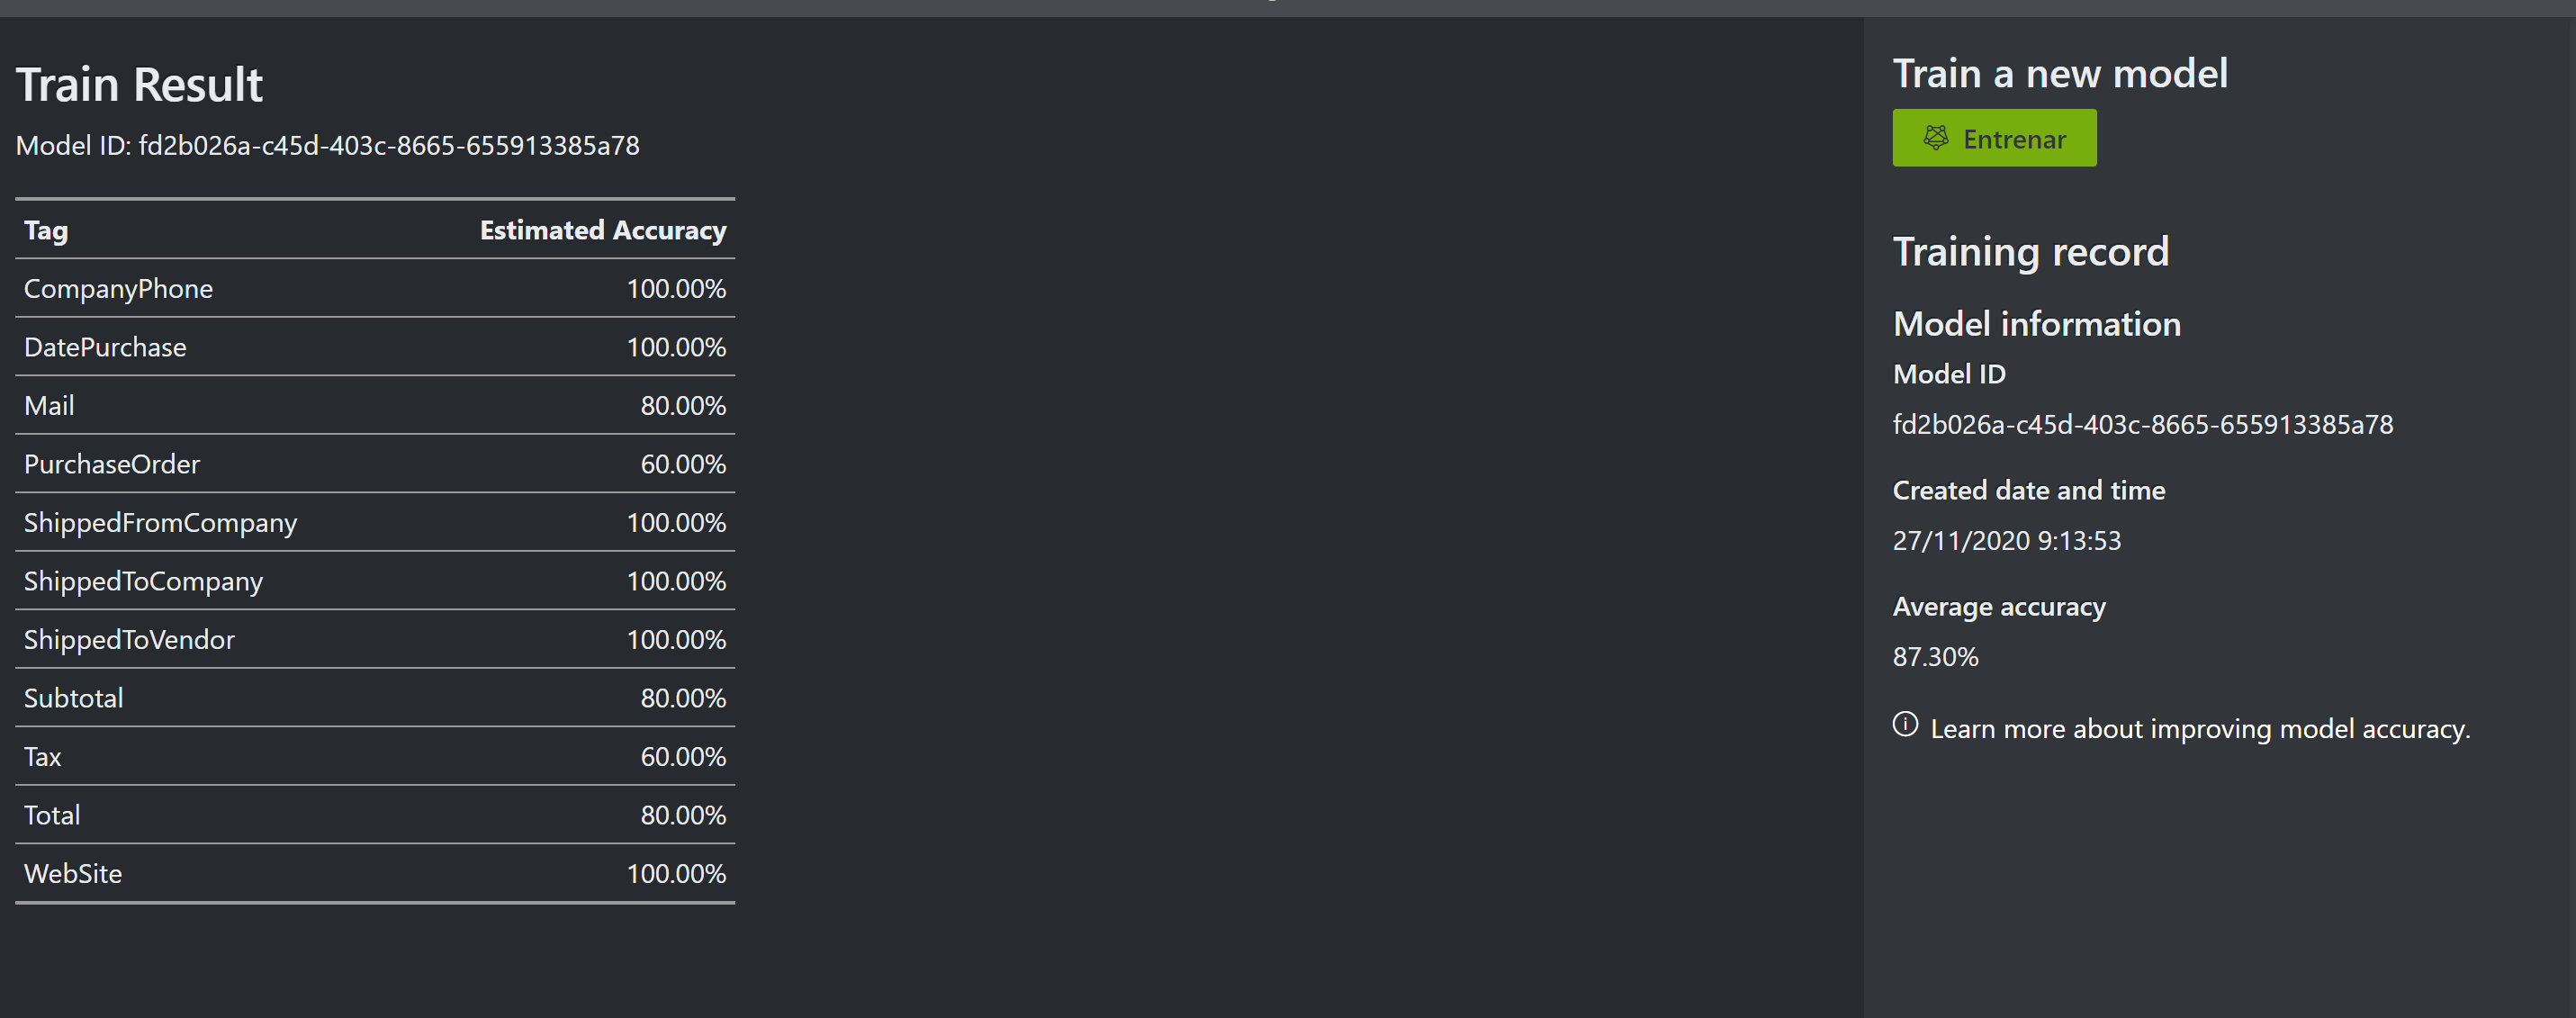 Train Result
Model ID: fd2b026a-c45d-403c-8665-655913385a78
Tag Estimated Accuracy
CompanyPhone 100.00%
DatePurchase 100.00%
Mail 80.00%
PurchaseOrder 60.00%
ShippedFromCompany 100.00%
ShippedToCompany 100.00%
ShippedToVendor 100.00%
Subtotal 80.00%
Tax 60.00%
Total 80.00%
WebSite 100.00%
Train a new model
Entrenar
Training record
Model information
Model ID
fd2b026a-c45d-403c-8665-655913385a78
Created date and time
27/11/2020 9:13:53
Average accuracy
87.30%
Learn more about improving model accuracy.